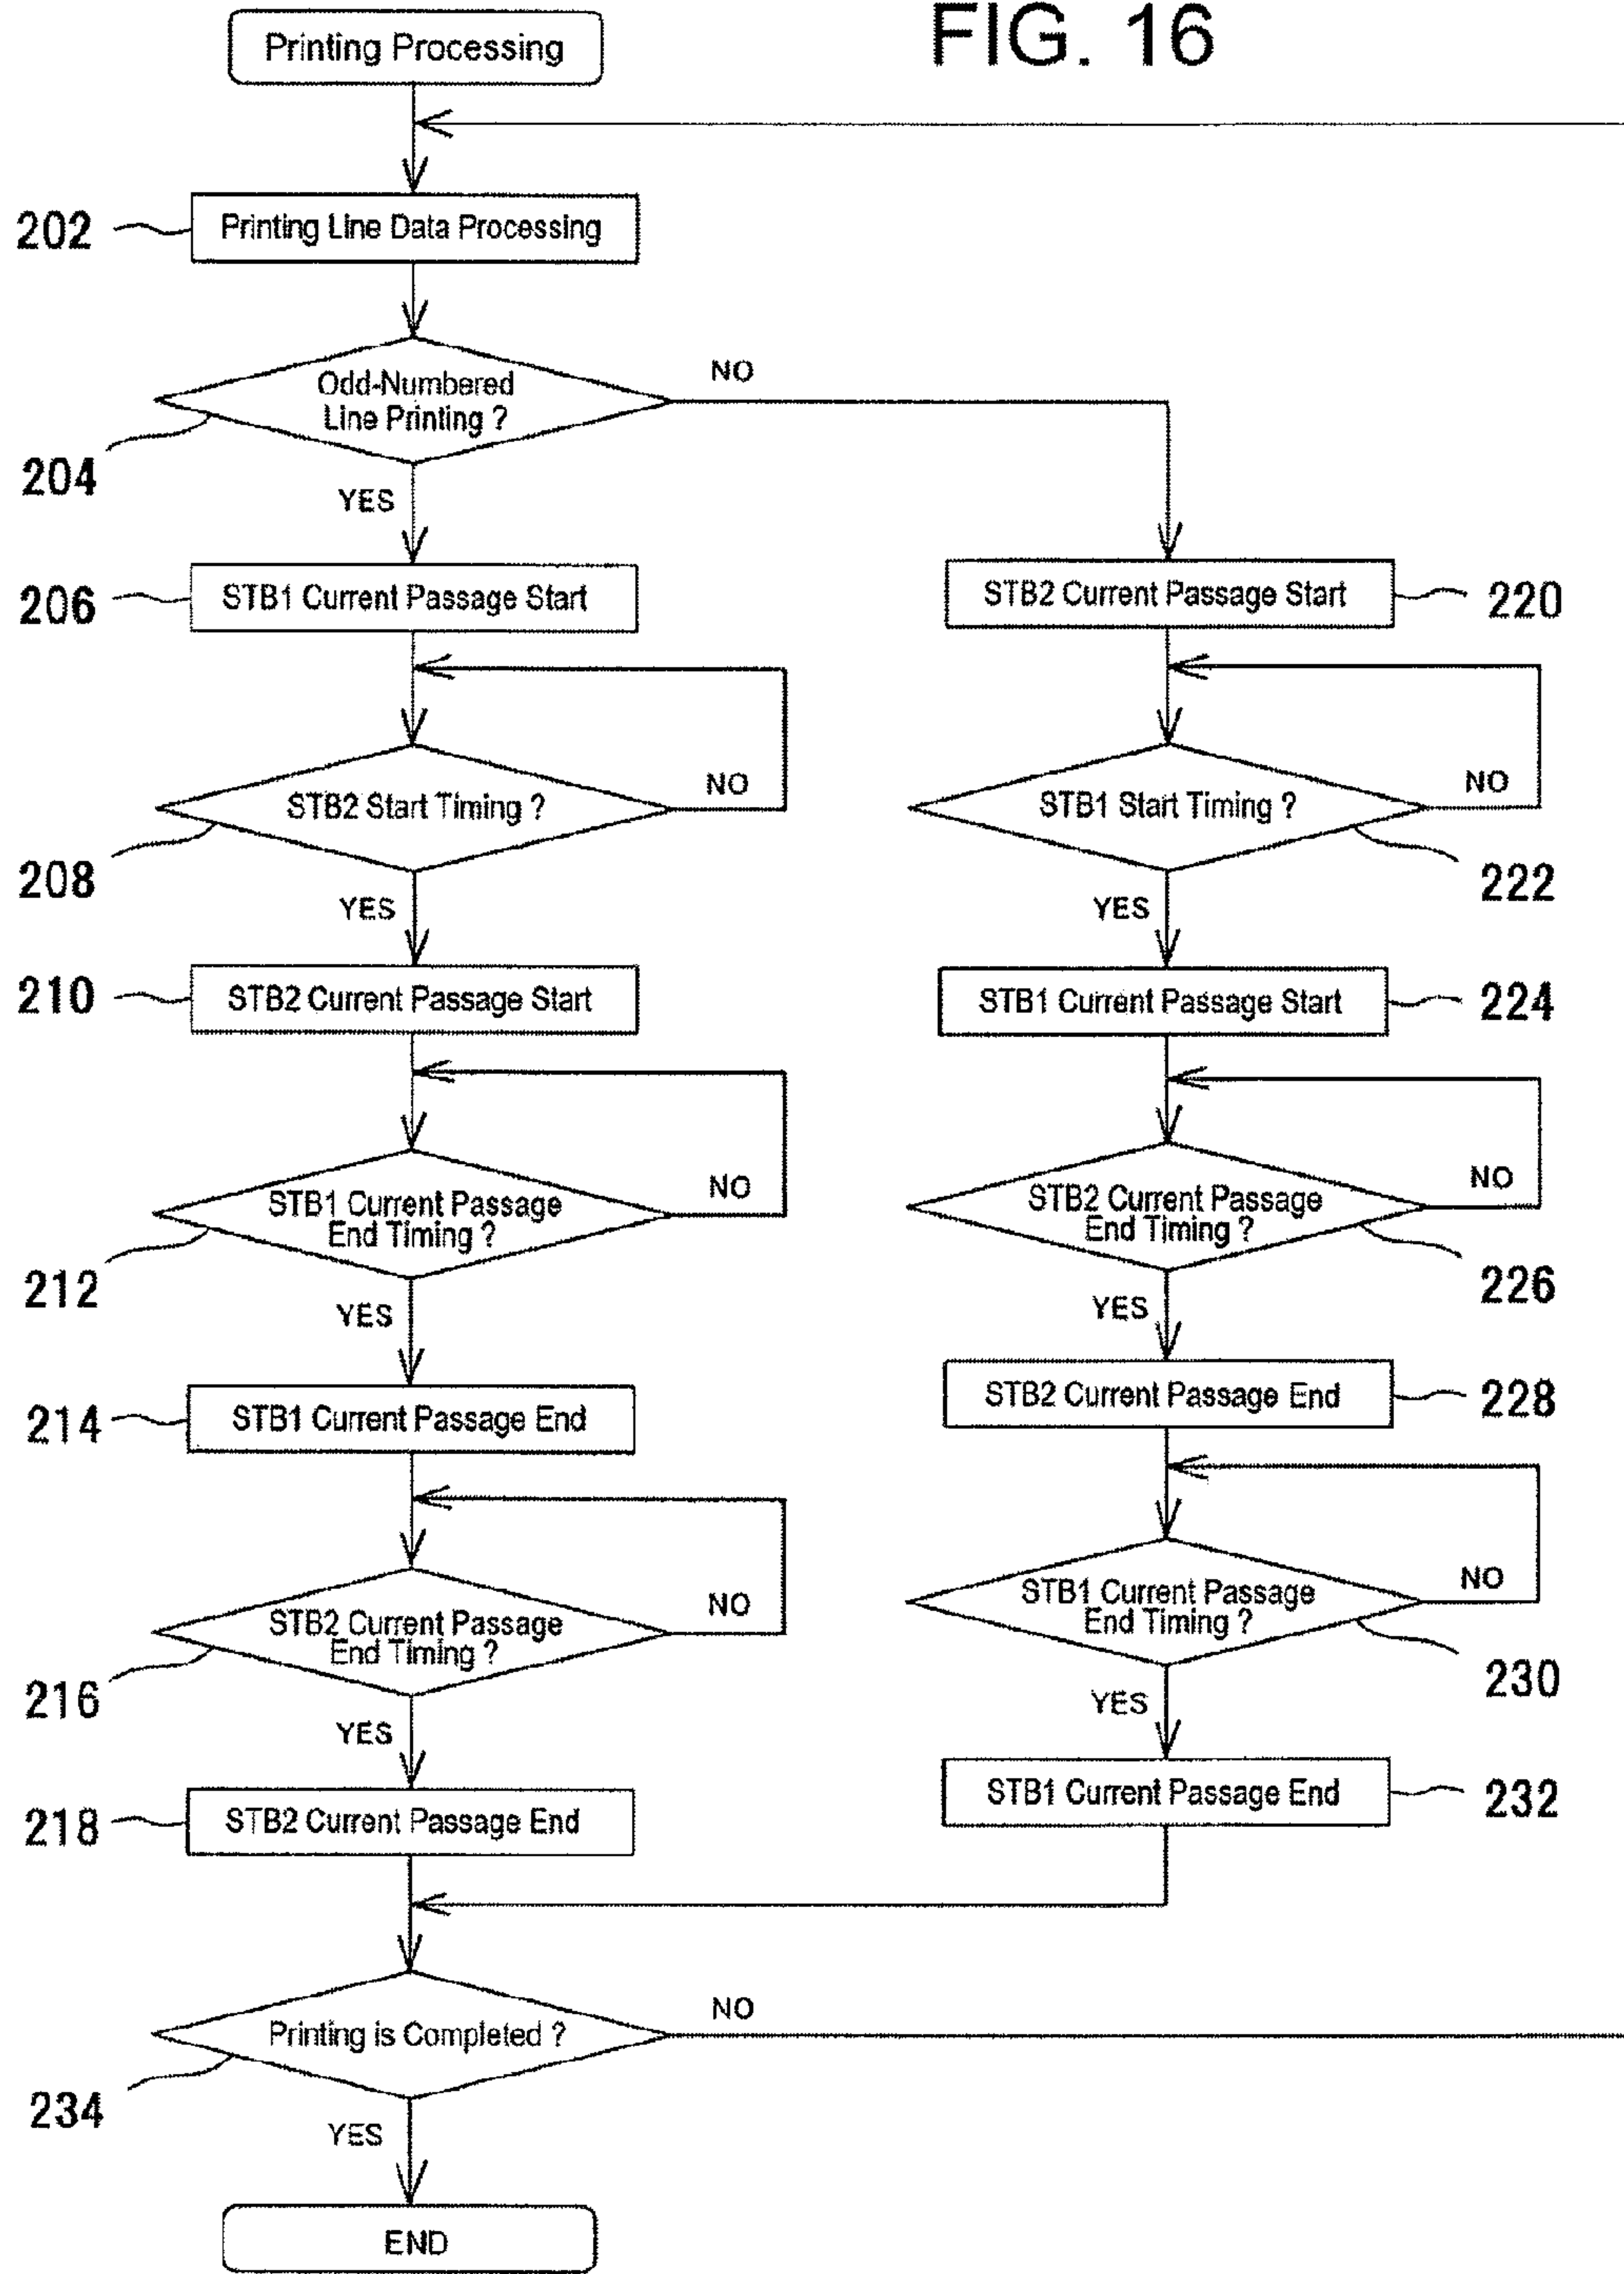 FIG. 16
Printing Processing
202
Printing Line Data Processing
Odd-Numbered
Line Printing ?
NO
204
YES
206
STB1 Current Passage Start
STB2 Start Timing ?
NO
208
YES
210
STB2 Current Passage Start
STB1 Current Passage
End Timing ?
NO
212
YES
214
STB1 Current Passage End
STB2 Current Passage
End Timing ?
NO
216
YES
218
STB2 Current Passage End
STB2 Current Passage Start
220
STB1 Start Timing ?
NO
222
YES
STB1 Current Passage Start
224
STB2 Current Passage
End Timing ?
NO
226
YES
STB2 Current Passage End
228
STB1 Current Passage
End Timing ?
NO
230
YES
STB1 Current Passage End
232
Printing is Completed ?
NO
234
YES
END